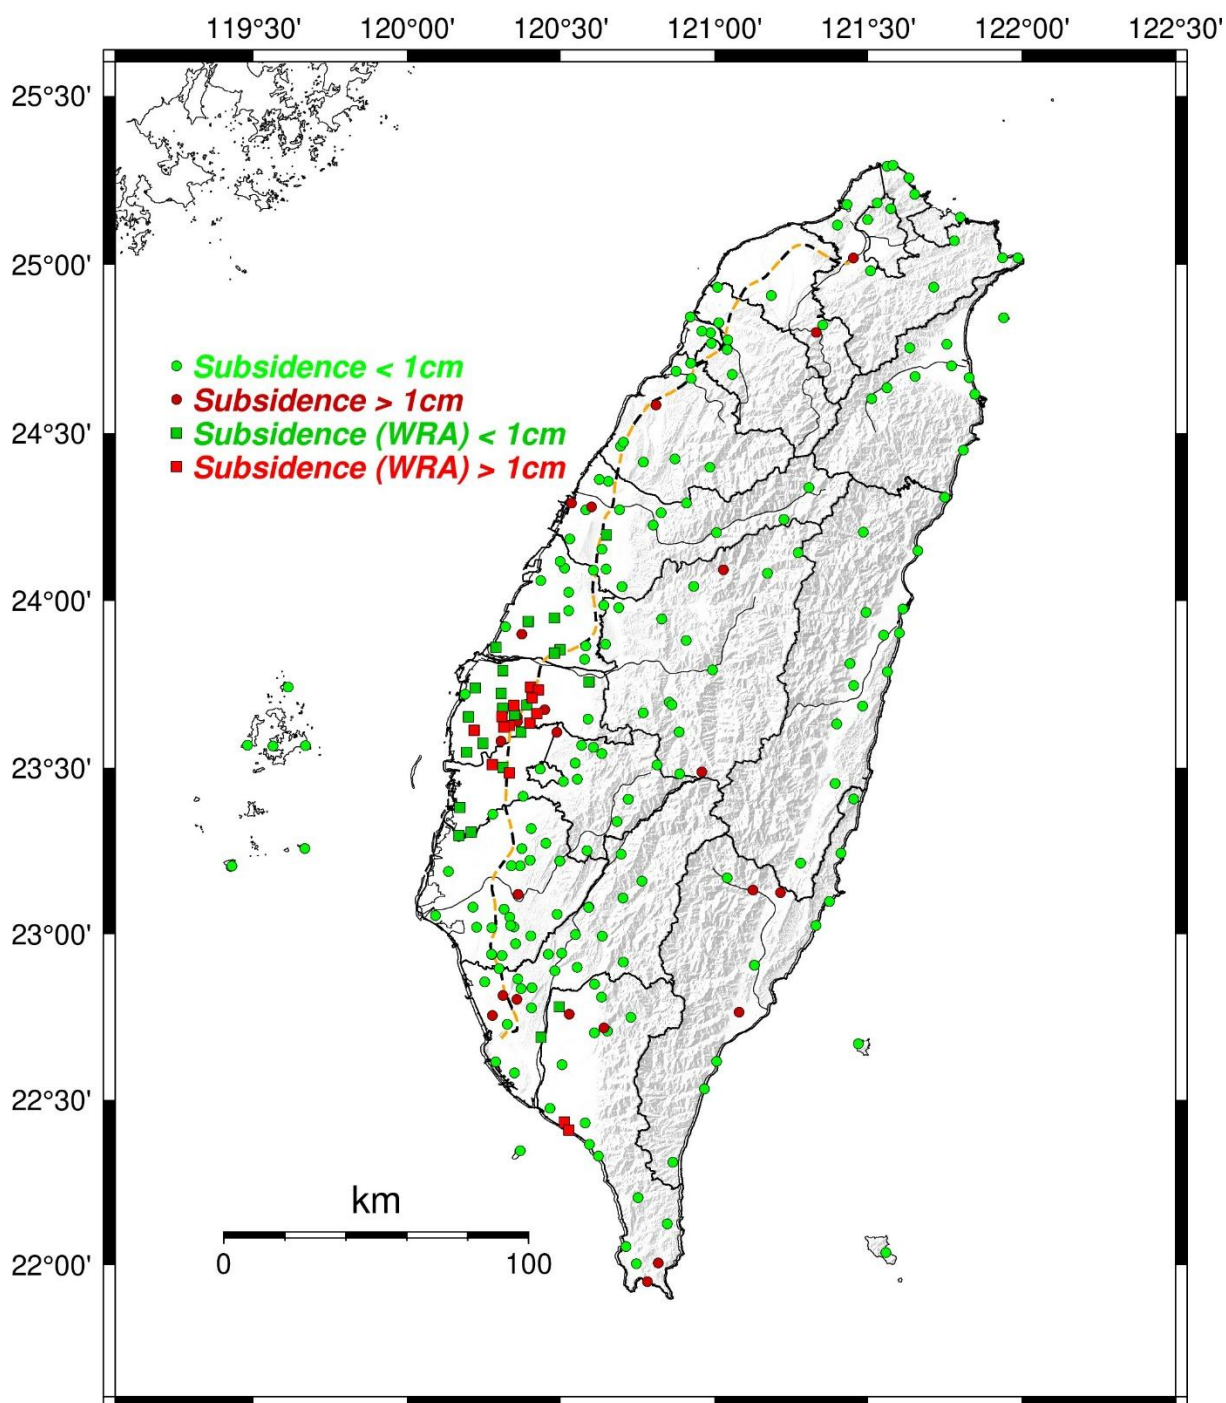 119°30' 120°00' 120°30' 121°00' 121°30' 122°00' 122°30'
25°30'
25°00'
Subsidence < 1cm
Subsidence > 1cm
24°30'
Subsidence (WRA) < 1cm
Subsidence (WRA) > 1cm
24°00'
23°30'
23°00'
22°30'
km
0 100
22°00'